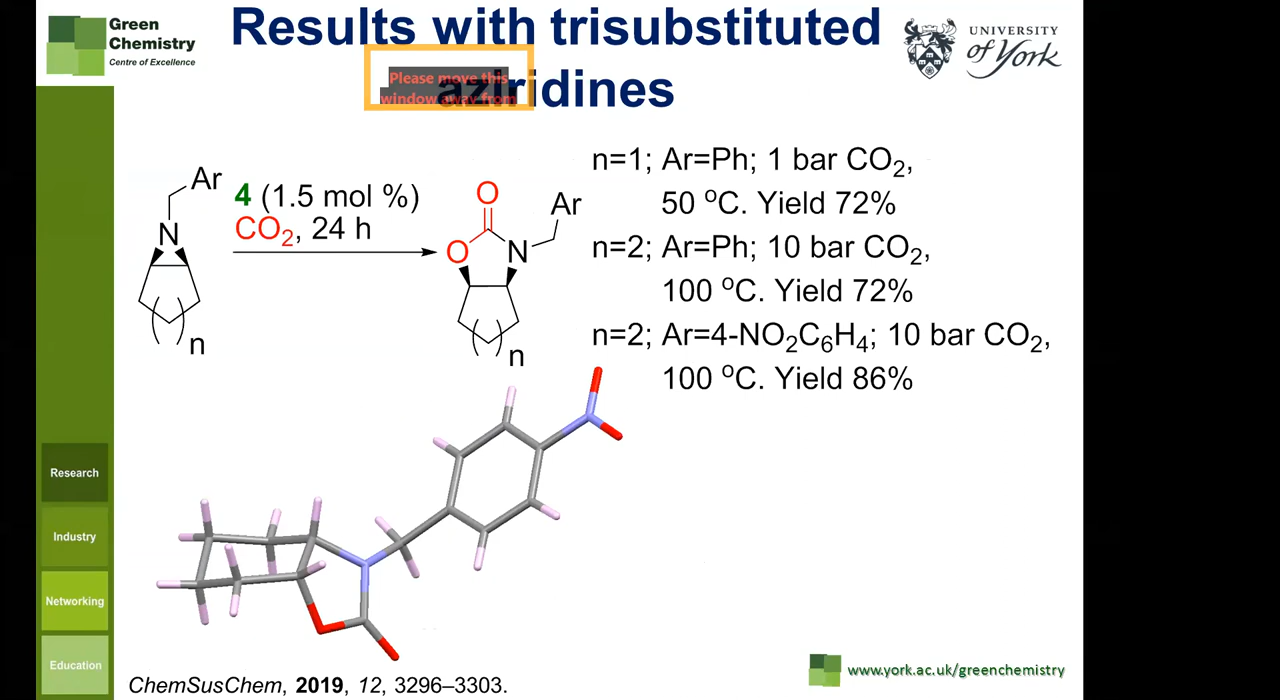 Green
Chemistry
Centre of Excellence
Results with trisubstituted
aziridines
Please move this
window away from
UNIVERSITY
of York
Ar
N
n
4 (1.5 mol %)
CO₂, 24 h
O
O
N
Ar
n
n=1; Ar=Ph; 1 bar CO₂,
50 ⁰C. Yield 72%
n=2; Ar=Ph; 10 bar CO₂,
100 ⁰C. Yield 72%
n=2; Ar=4-NO₂C₆H₄; 10 bar CO₂,
100 ⁰C. Yield 86%
Research
Industry
Networking
Education
ChemSusChem, 2019, 12, 3296–3303.
www.york.ac.uk/greenchemistry